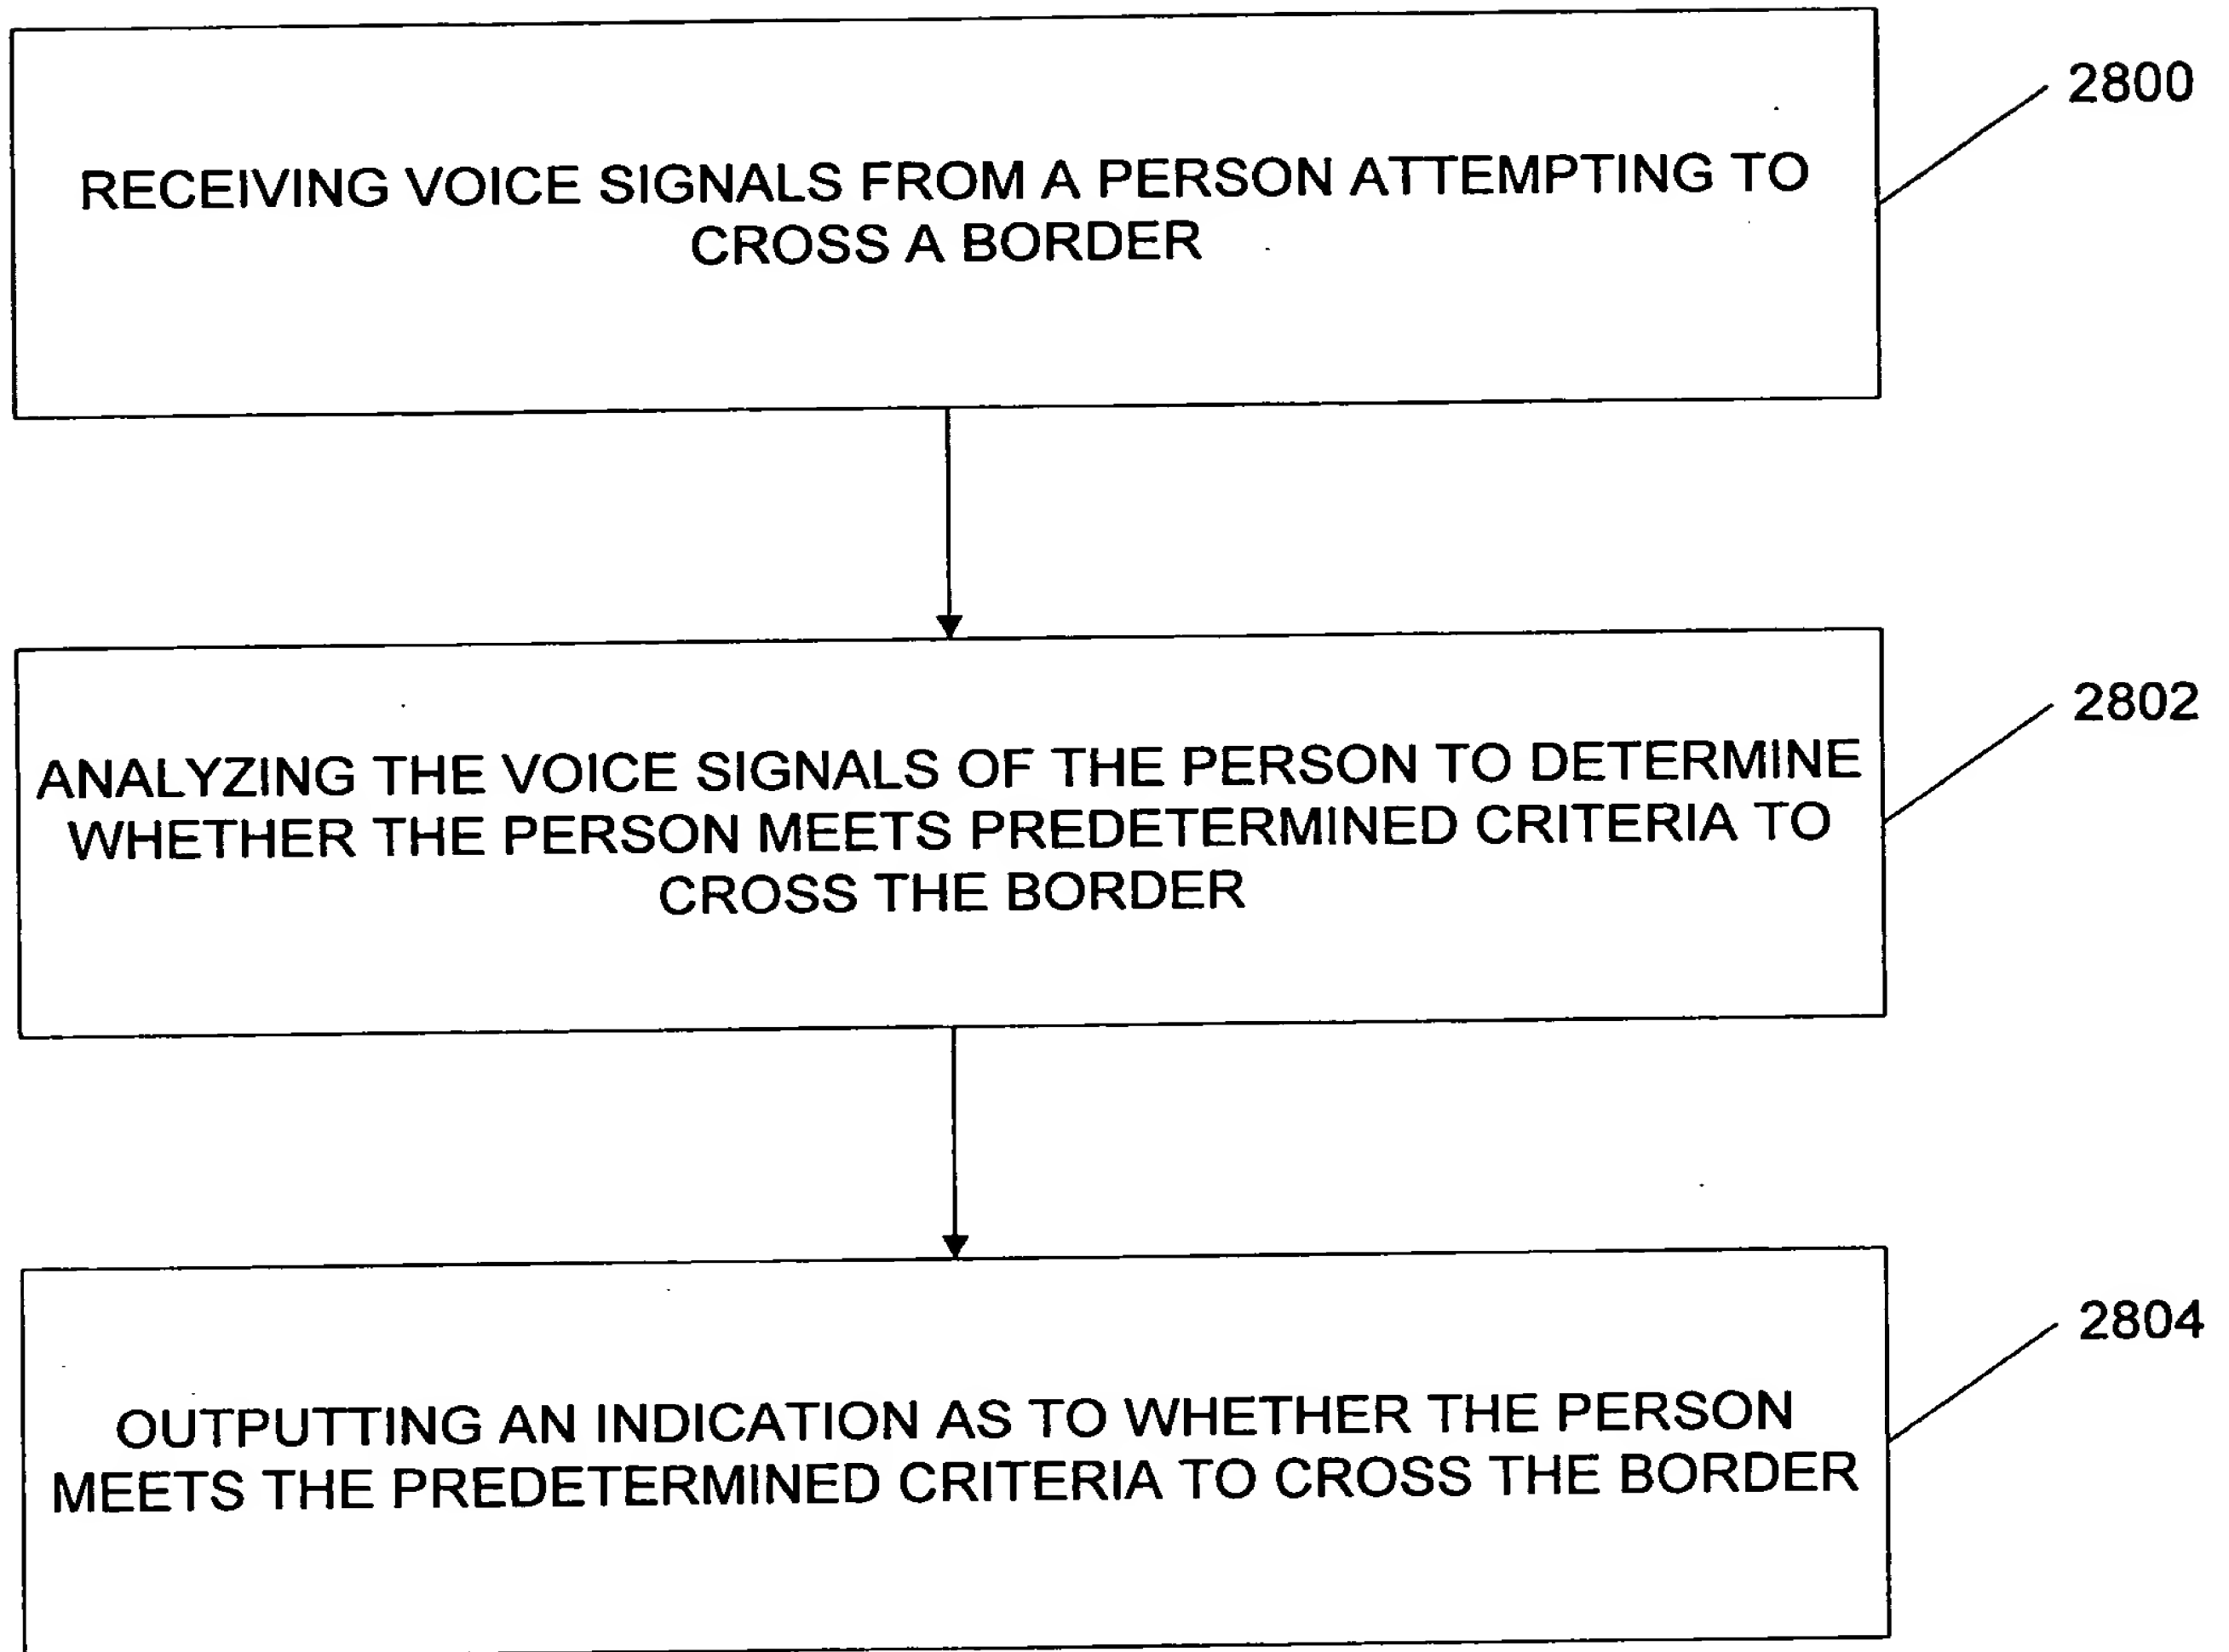 2800
RECEIVING VOICE SIGNALS FROM A PERSON ATTEMPTING TO
CROSS A BORDER
2802
ANALYZING THE VOICE SIGNALS OF THE PERSON TO DETERMINE
WHETHER THE PERSON MEETS PREDETERMINED CRITERIA TO
CROSS THE BORDER
2804
OUTPUTTING AN INDICATION AS TO WHETHER THE PERSON
MEETS THE PREDETERMINED CRITERIA TO CROSS THE BORDER